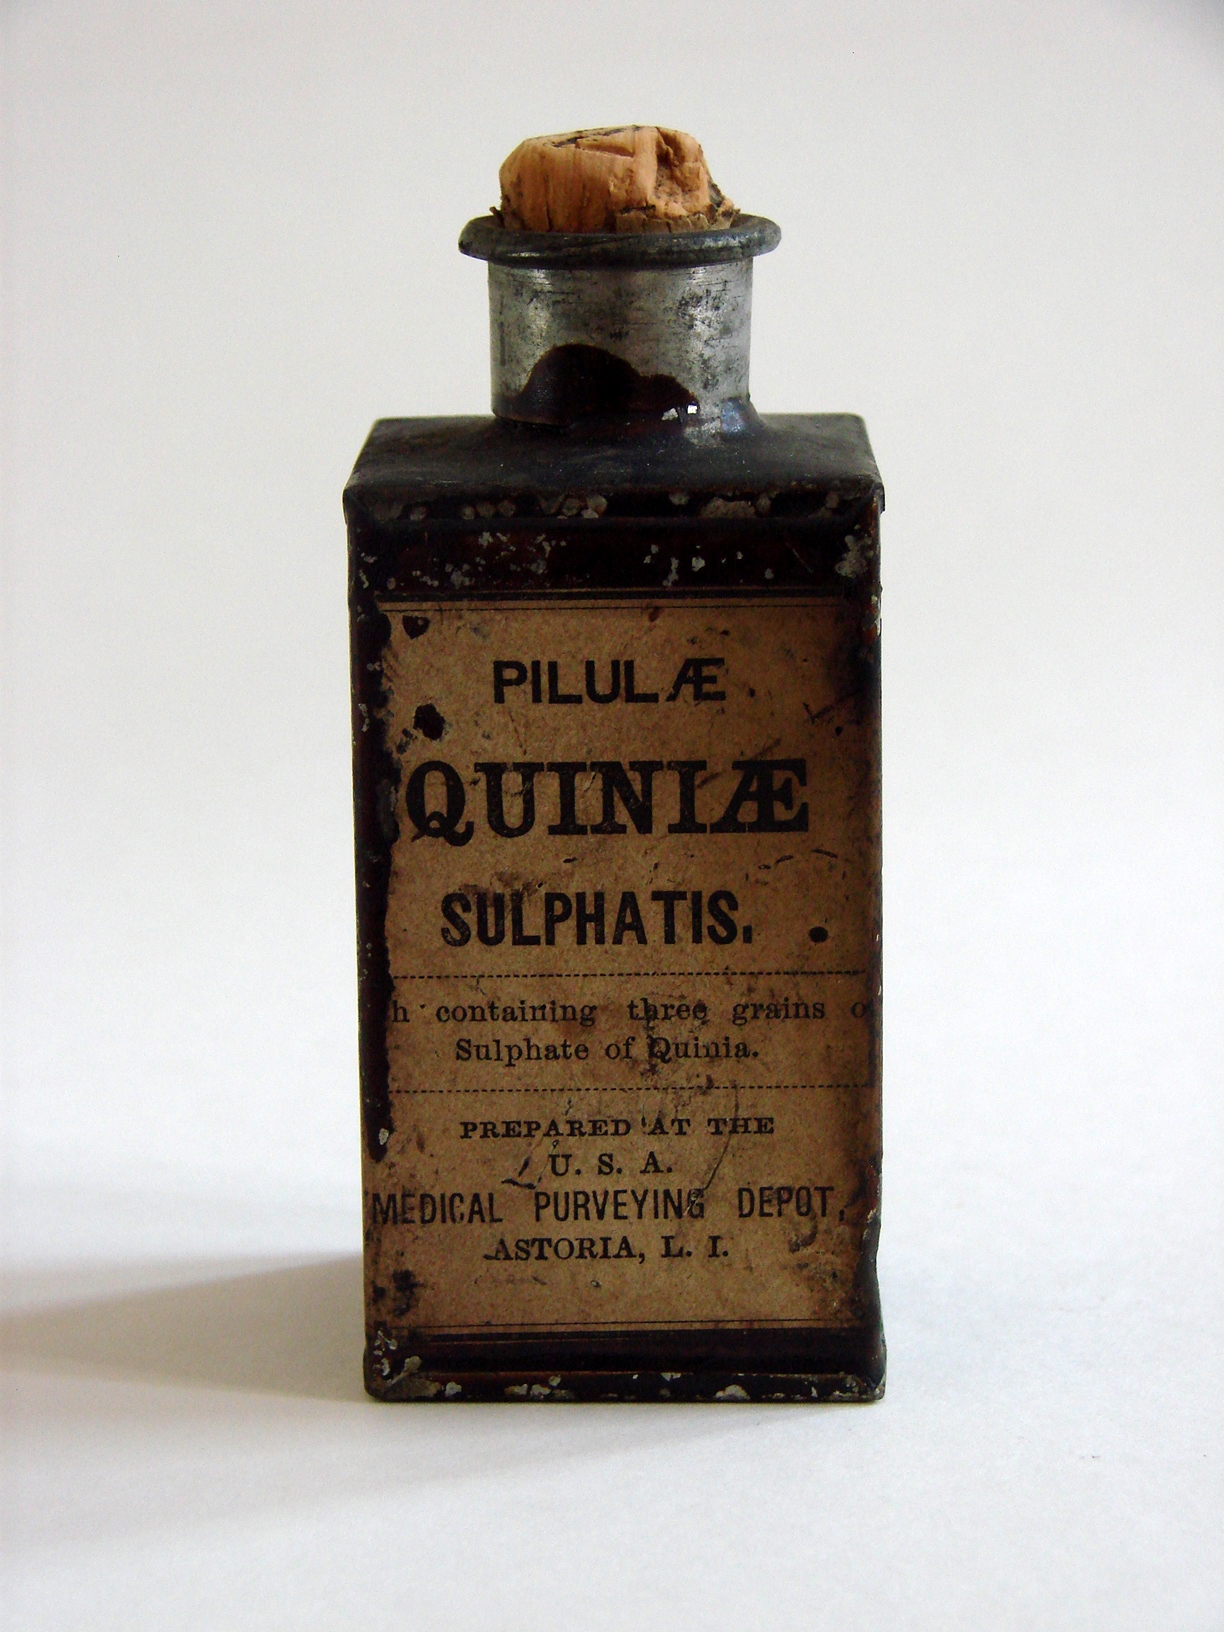 PILULÆ
QUINIÆ
SULPHATIS.
h containing three grains o
Sulphate of Quinia.
PREPARED AT THE
U. S. A.
MEDICAL PURVEYING DEPOT,
ASTORIA, L. I.